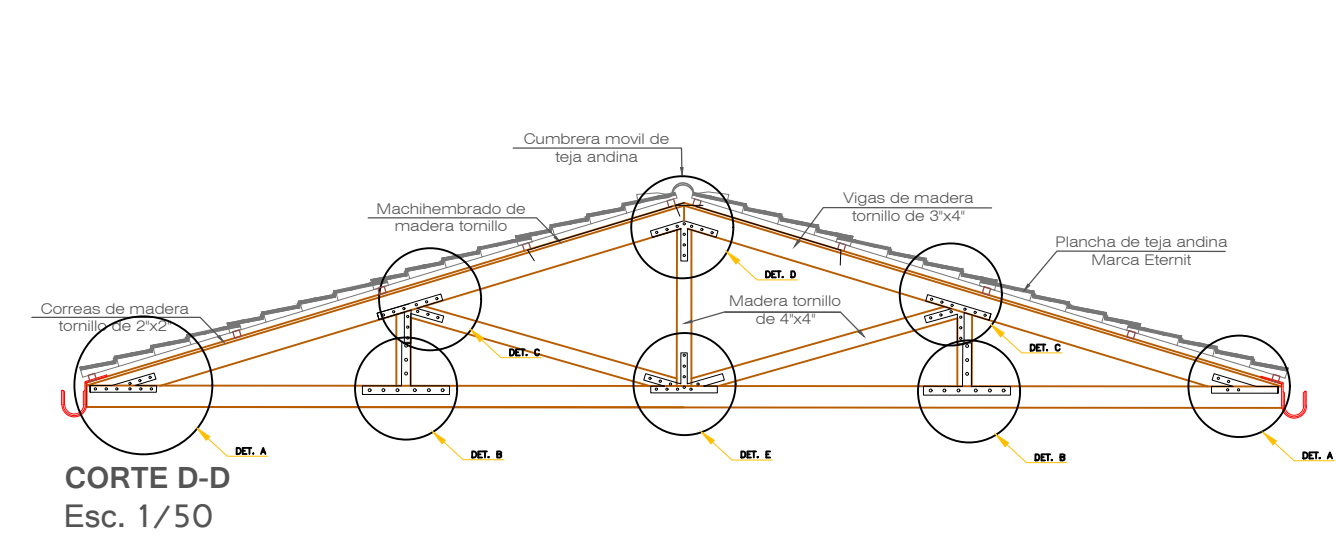 Cumbrera movil de
teja andina
Machihembrado de
madera tornillo
Vigas de madera
tornillo de 3"x4"
Plancha de teja andina
Marca Eternit
Correas de madera
tornillo de 2"x2"
Madera tornillo
de 4"x4"
DET. D
DET. C
DET. C
DET. A
DET. B
DET. E
DET. B
DET. A
CORTE D-D
Esc. 1/50